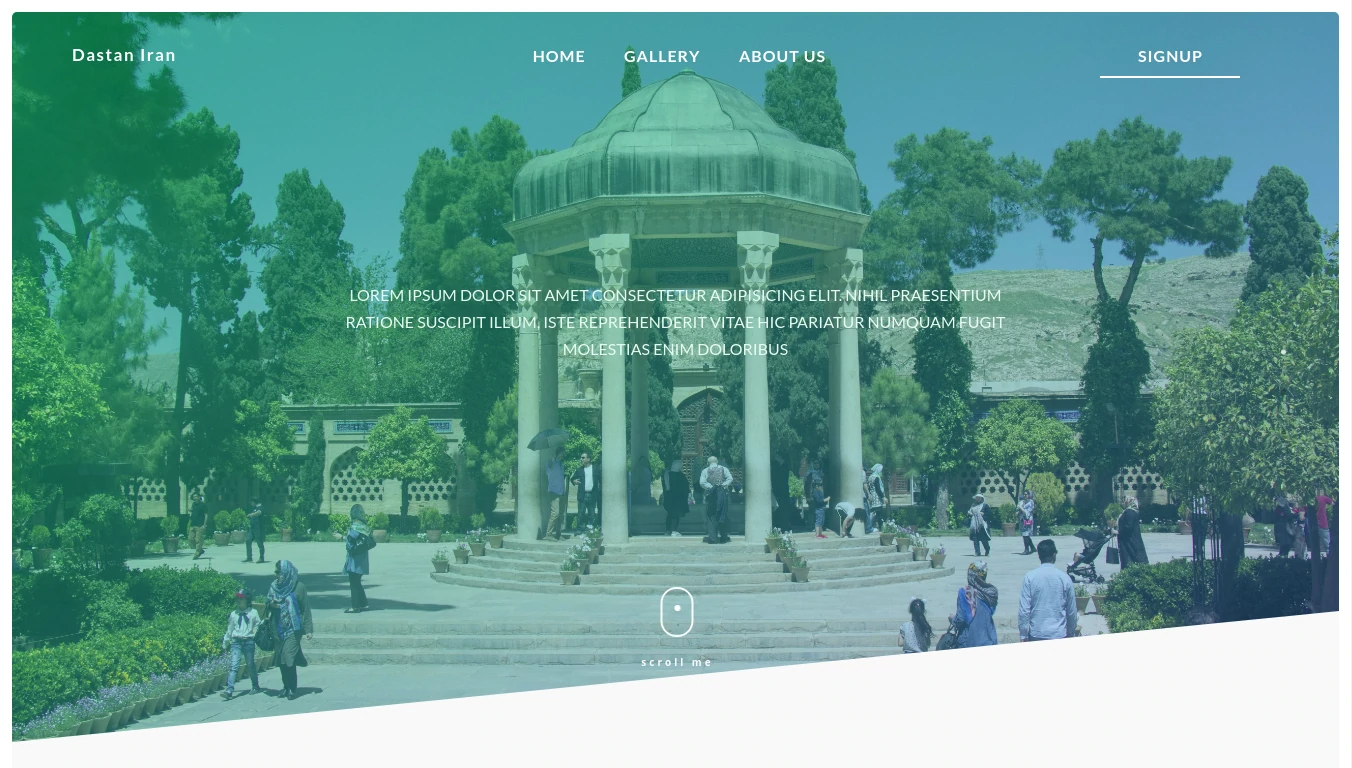 Dastan Iran
HOME GALLERY ABOUT US
SIGNUP
LOREM IPSUM DOLOR SIT AMET CONSECTETUR ADIPISICING ELIT. NIHIL PRAESENTIUM
RATIONE SUSCIPIT ILLUM, ISTE REPREHENDERIT VITAE HIC PARIATUR NUMQUAM FUGIT
MOLESTIAS ENIM DOLORIBUS
scroll me